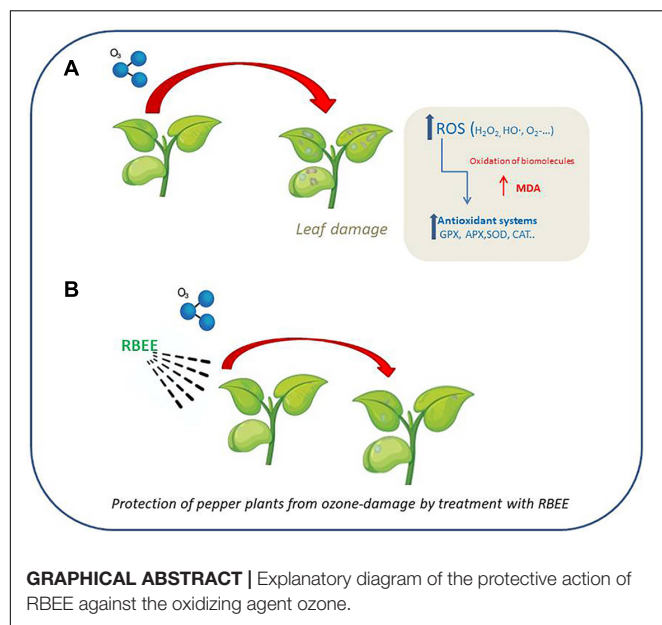 A
O3
ROS (H2O2, HO·, O2-...)
Oxidation of biomolecules
MDA
Antioxidant systems
GPX, APX,SOD, CAT..
Leaf damage
B
O3
RBEE
Protection of pepper plants from ozone-damage by treatment with RBEE
GRAPHICAL ABSTRACT | Explanatory diagram of the protective action of
RBEE against the oxidizing agent ozone.